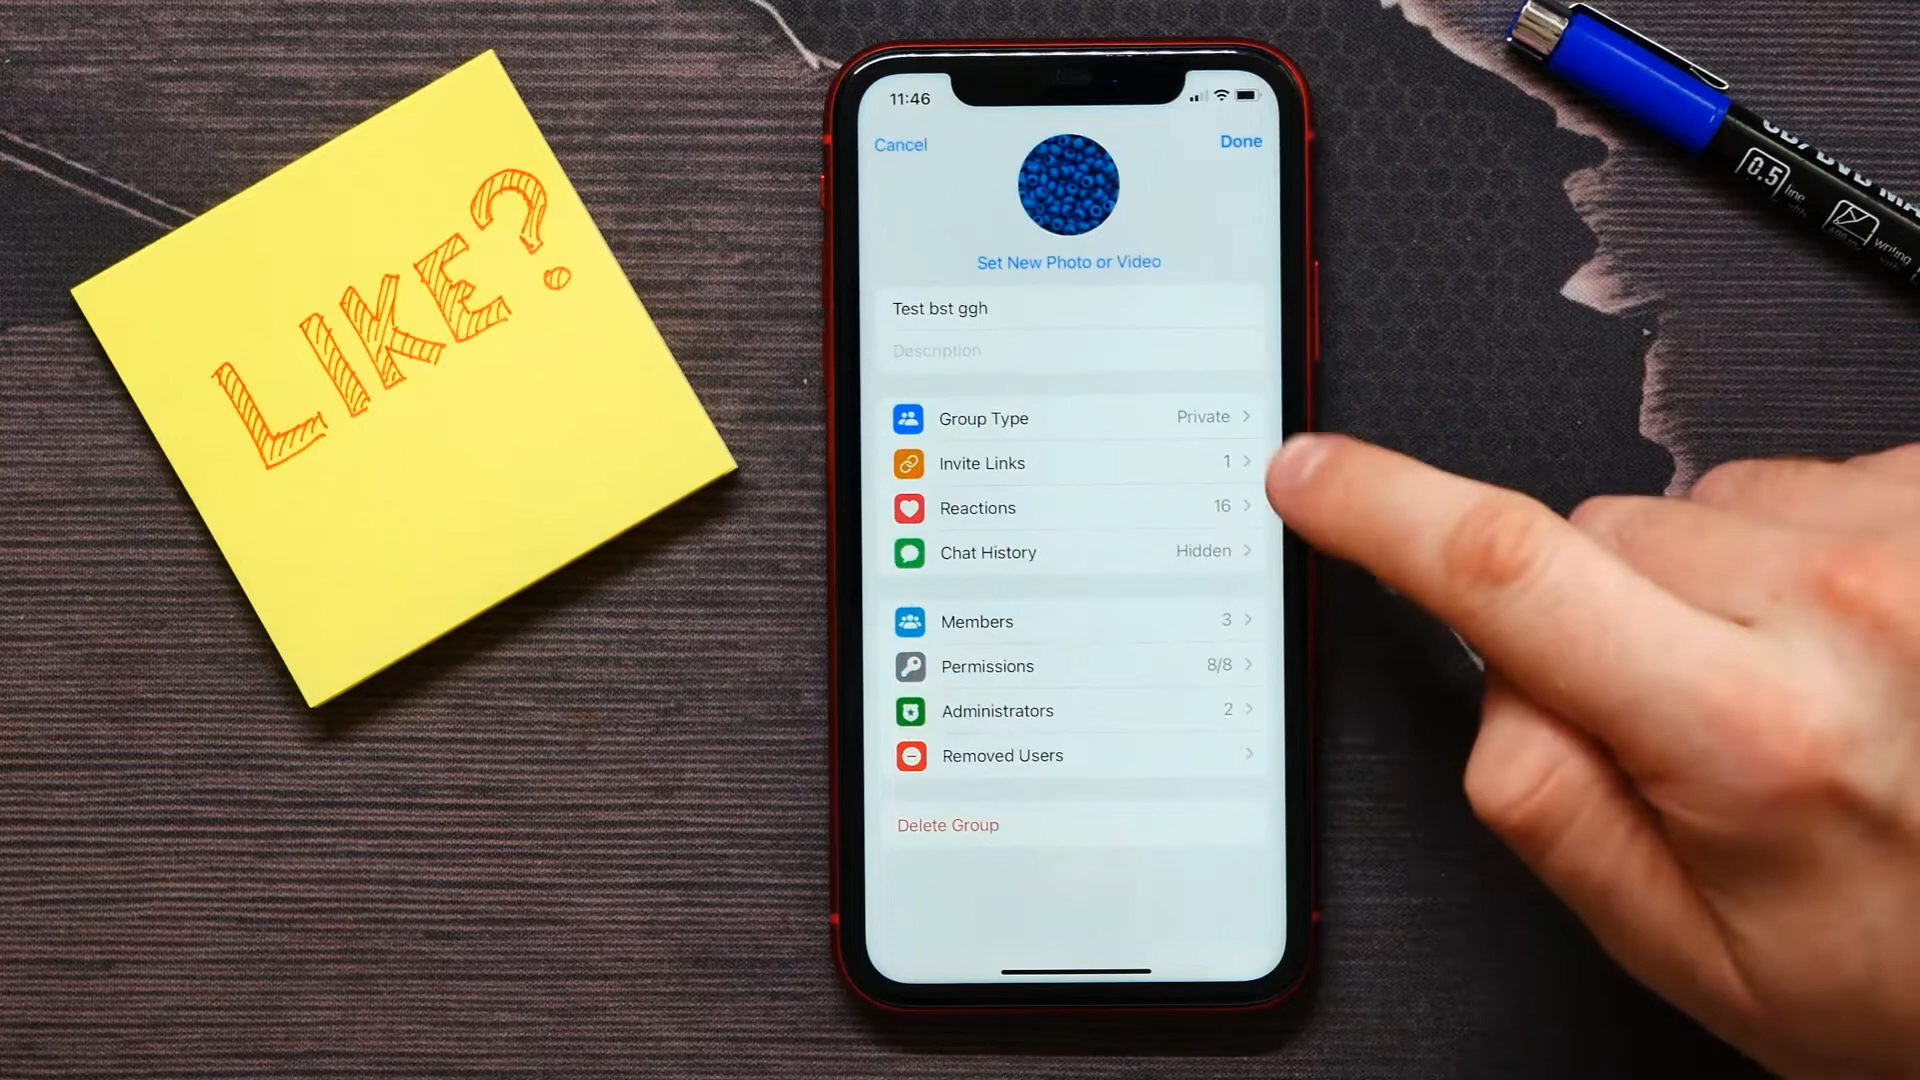 LIKE?
11:46
Cancel
Done
Set New Photo or Video
Test bst ggh
Description
Group Type Private
Invite Links 1
Reactions 16
Chat History Hidden
Members 3
Permissions 8/8
Administrators 2
Removed Users
Delete Group
CD/DVD
0.5 line
writing